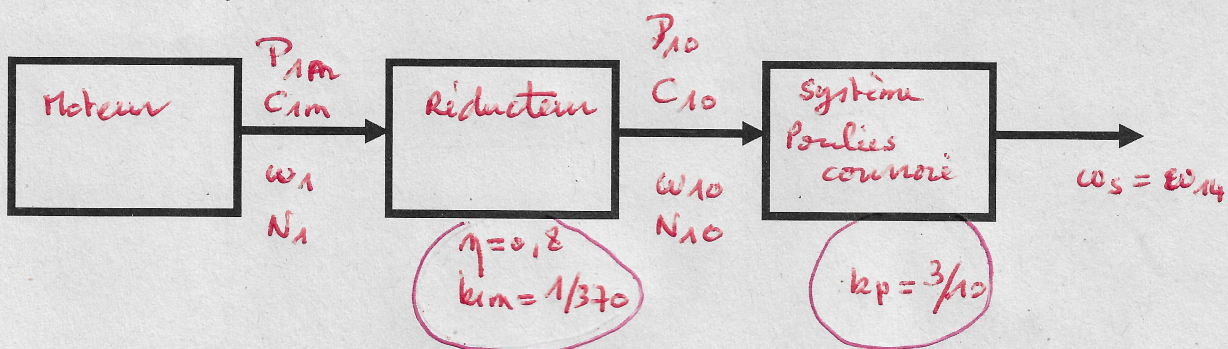 Moteur
P1m
C1m
ω1
N1
Réducteur
η=0,8
kim = 1/370
P10
C10
ω10
N10
Système
Poulies
courroie
kp = 3/10
ωs = ω14